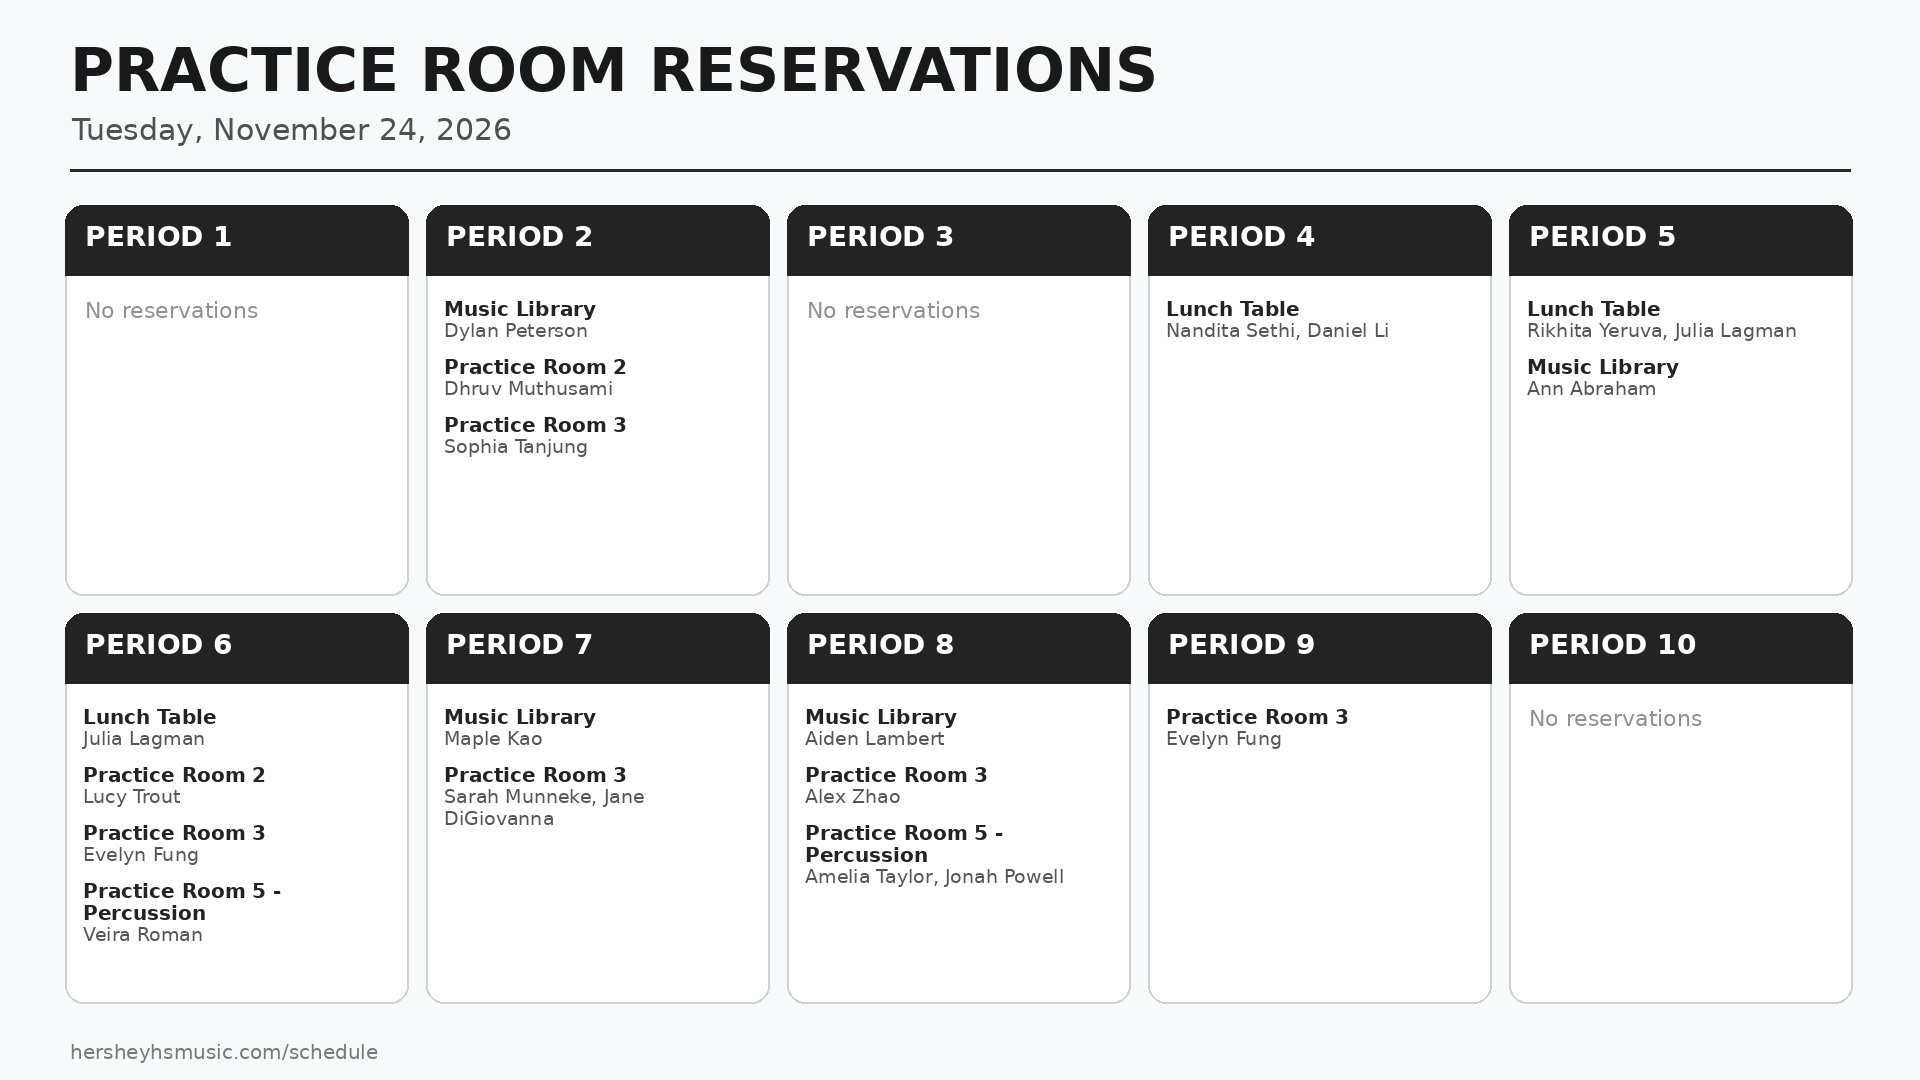 PRACTICE ROOM RESERVATIONS
Tuesday, November 24, 2026
PERIOD 1
No reservations
PERIOD 2
Music Library
Dylan Peterson
Practice Room 2
Dhruv Muthusami
Practice Room 3
Sophia Tanjung
PERIOD 3
No reservations
PERIOD 4
Lunch Table
Nandita Sethi, Daniel Li
PERIOD 5
Lunch Table
Rikhita Yeruva, Julia Lagman
Music Library
Ann Abraham
PERIOD 6
Lunch Table
Julia Lagman
Practice Room 2
Lucy Trout
Practice Room 3
Evelyn Fung
Practice Room 5 -
Percussion
Veira Roman
PERIOD 7
Music Library
Maple Kao
Practice Room 3
Sarah Munneke, Jane
DiGiovanna
PERIOD 8
Music Library
Aiden Lambert
Practice Room 3
Alex Zhao
Practice Room 5 -
Percussion
Amelia Taylor, Jonah Powell
PERIOD 9
Practice Room 3
Evelyn Fung
PERIOD 10
No reservations
hersheyhsmusic.com/schedule